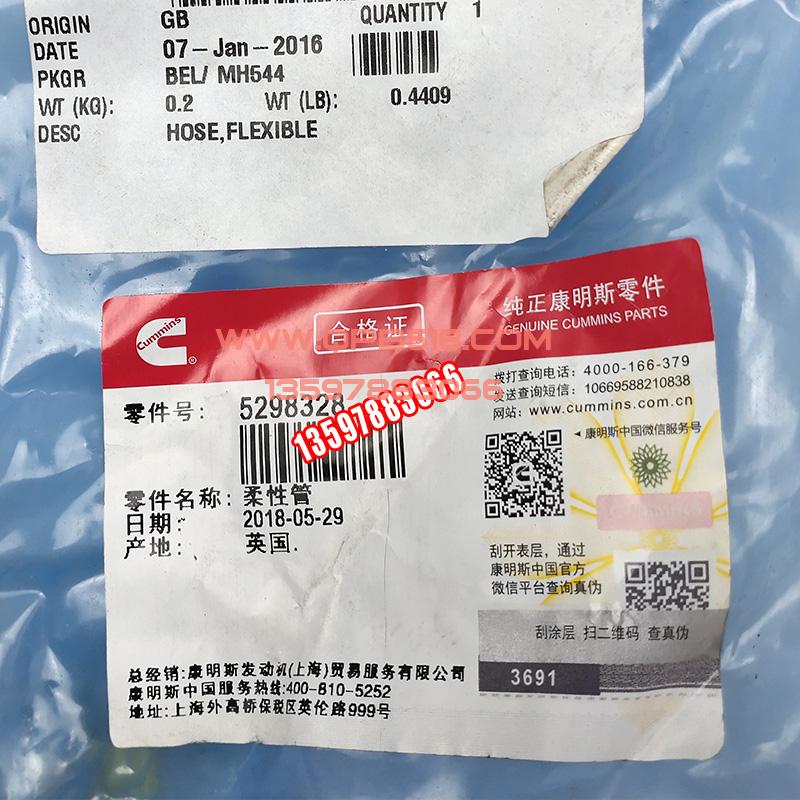 ORIGIN GB QUANTITY 1
DATE 07-Jan-2016
PKGR BEL/ MH544
WT (KG): 0.2 WT (LB): 0.4409
DESC HOSE,FLEXIBLE
Cummins
合格证
纯正康明斯零件
GENUINE CUMMINS PARTS
13597889066
13597889066
拨打查询电话: 4000-166-379
发送查询短信: 10669588210838
网站: www.cummins.com.cn
零件号: 5298328
康明斯中国微信服务号
零件名称: 柔性管
日期: 2018-05-29
产地: 英国.
刮开表层，通过
康明斯中国官方
微信平台查询真伪
刮涂层 扫二维码 查真伪
3691
总经销:康明斯发动机(上海)贸易服务有限公司
康明斯中国服务热线:400-810-5252
地址:上海外高桥保税区英伦路999号